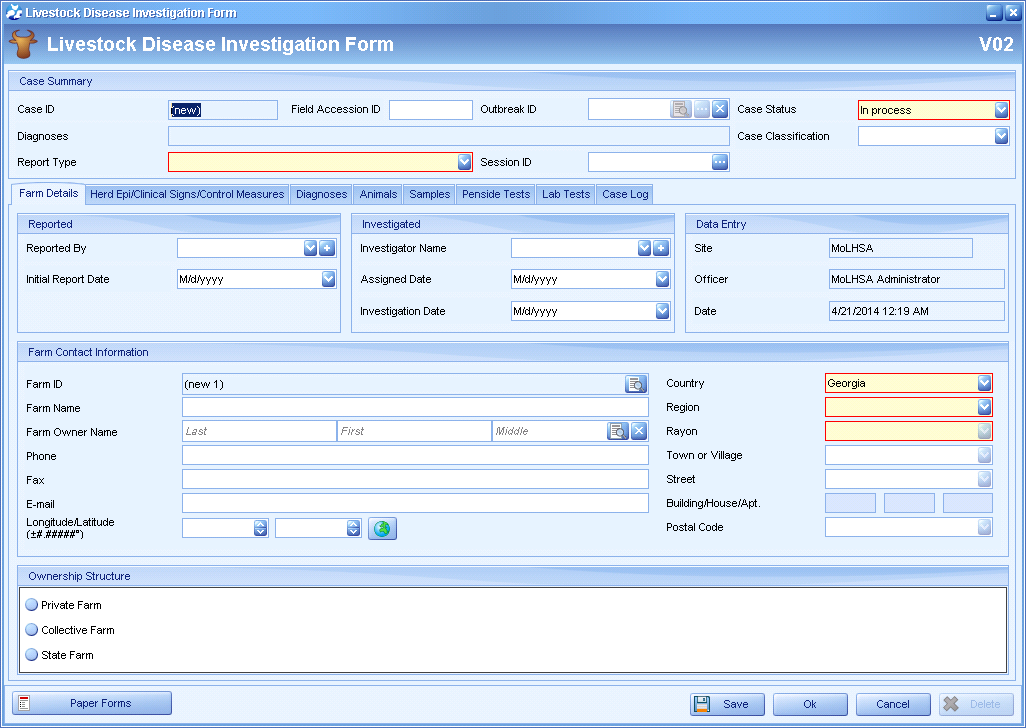 Livestock Disease Investigation Form
Livestock Disease Investigation Form V02
Case Summary
Case ID (new) Field Accession ID Outbreak ID Case Status In process
Diagnoses Case Classification
Report Type Session ID
Farm Details Herd Epi/Clinical Signs/Control Measures Diagnoses Animals Samples Penside Tests Lab Tests Case Log
Reported Investigated Data Entry
Reported By Investigator Name Site MoLHSA
Initial Report Date M/d/yyyy Assigned Date M/d/yyyy Officer MoLHSA Administrator
Investigation Date M/d/yyyy Date 4/21/2014 12:19 AM
Farm Contact Information
Farm ID (new 1) Country Georgia
Farm Name Region
Farm Owner Name Last First Middle Rayon
Phone Town or Village
Fax Street
E-mail Building/House/Apt.
Longitude/Latitude Postal Code
(±#.#####°)
Ownership Structure
Private Farm
Collective Farm
State Farm
Paper Forms Save Ok Cancel Delete